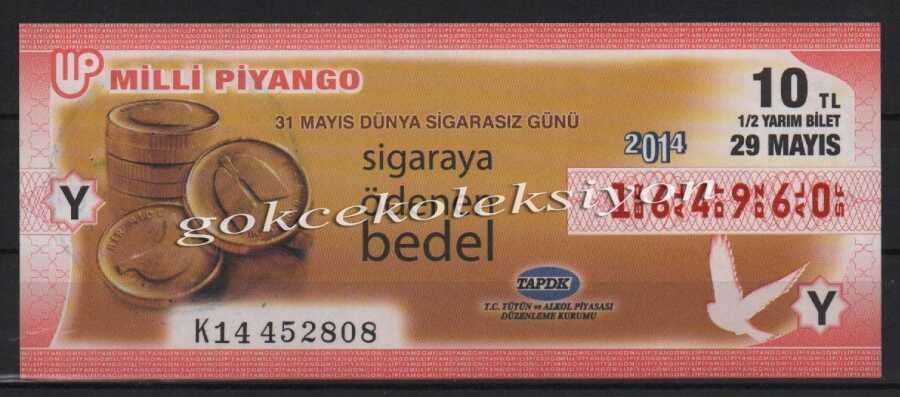 MİLLİ PİYANGO
10 TL
1/2 YARIM BİLET
31 MAYIS DÜNYA SİGARASIZ GÜNÜ
2014
29 MAYIS
sigaraya
ödenen
bedel
gokcekoleksiyon
184960
Y
TAPDK
T.C. TÜTÜN ve ALKOL PİYASASI
DÜZENLEME KURUMU
Y
K14 452808